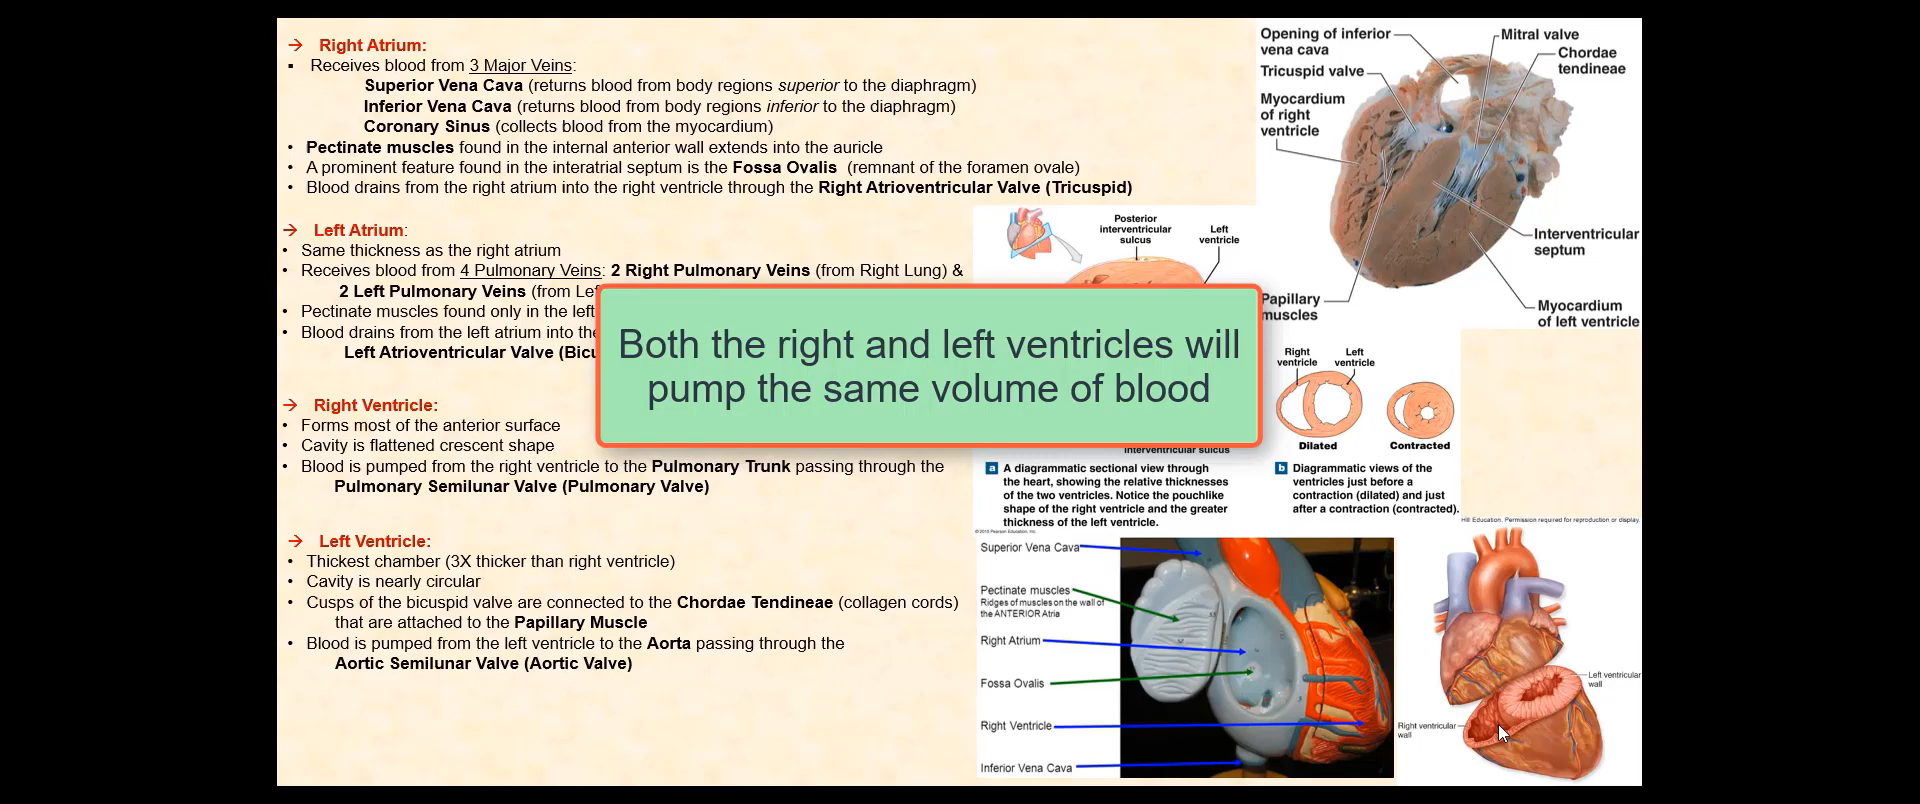 → Right Atrium:
▪ Receives blood from 3 Major Veins:
Superior Vena Cava (returns blood from body regions superior to the diaphragm)
Inferior Vena Cava (returns blood from body regions inferior to the diaphragm)
Coronary Sinus (collects blood from the myocardium)
• Pectinate muscles found in the internal anterior wall extends into the auricle
• A prominent feature found in the interatrial septum is the Fossa Ovalis (remnant of the foramen ovale)
• Blood drains from the right atrium into the right ventricle through the Right Atrioventricular Valve (Tricuspid)
→ Left Atrium:
• Same thickness as the right atrium
• Receives blood from 4 Pulmonary Veins: 2 Right Pulmonary Veins (from Right Lung) &
2 Left Pulmonary Veins (from
• Pectinate muscles found only in the left
• Blood drains from the left atrium into the
Left Atrioventricular Valve
→ Right Ventricle:
• Forms most of the anterior surface
• Cavity is flattened crescent shape
• Blood is pumped from the right ventricle to the Pulmonary Trunk passing through the
Pulmonary Semilunar Valve (Pulmonary Valve)
→ Left Ventricle:
• Thickest chamber (3X thicker than right ventricle)
• Cavity is nearly circular
• Cusps of the bicuspid valve are connected to the Chordae Tendineae (collagen cords)
that are attached to the Papillary Muscle
• Blood is pumped from the left ventricle to the Aorta passing through the
Aortic Semilunar Valve (Aortic Valve)
Both the right and left ventricles will
pump the same volume of blood
Opening of inferior
vena cava
Tricuspid valve
Myocardium
of right
ventricle
Papillary
muscles
Mitral valve
Chordae
tendineae
Interventricular
septum
Myocardium
of left ventricle
Posterior
interventricular
sulcus
Left
ventricle
interventricular sulcus
a A diagrammatic sectional view through
the heart, showing the relative thicknesses
of the two ventricles. Notice the pouchlike
shape of the right ventricle and the greater
thickness of the left ventricle.
Right
ventricle
Left
ventricle
Dilated
Contracted
b Diagrammatic views of the
ventricles just before a
contraction (dilated) and just
after a contraction (contracted).
© 2015 Pearson Education, Inc.
Hill Education. Permission required for reproduction or display.
Superior Vena Cava
Pectinate muscles
Ridges of muscles on the wall of
the ANTERIOR Atria
Right Atrium
Fossa Ovalis
Right Ventricle
Inferior Vena Cava
Left ventricular
wall
Right ventricular
wall